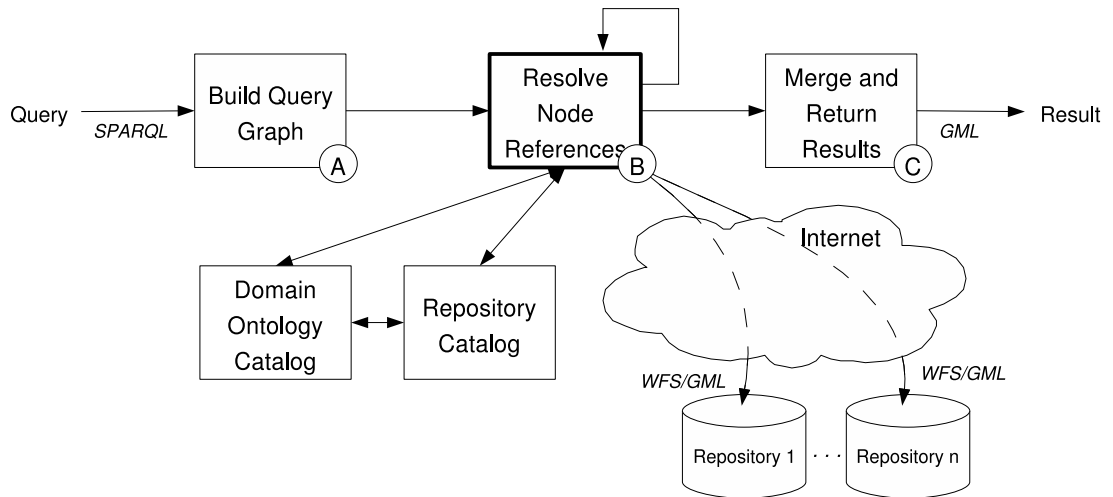 Query
SPARQL
Build Query
Graph
A
Resolve
Node
References
B
Merge and
Return
Results
C
GML
Result
Domain
Ontology
Catalog
Repository
Catalog
Internet
WFS/GML
WFS/GML
Repository 1
. . .
Repository n